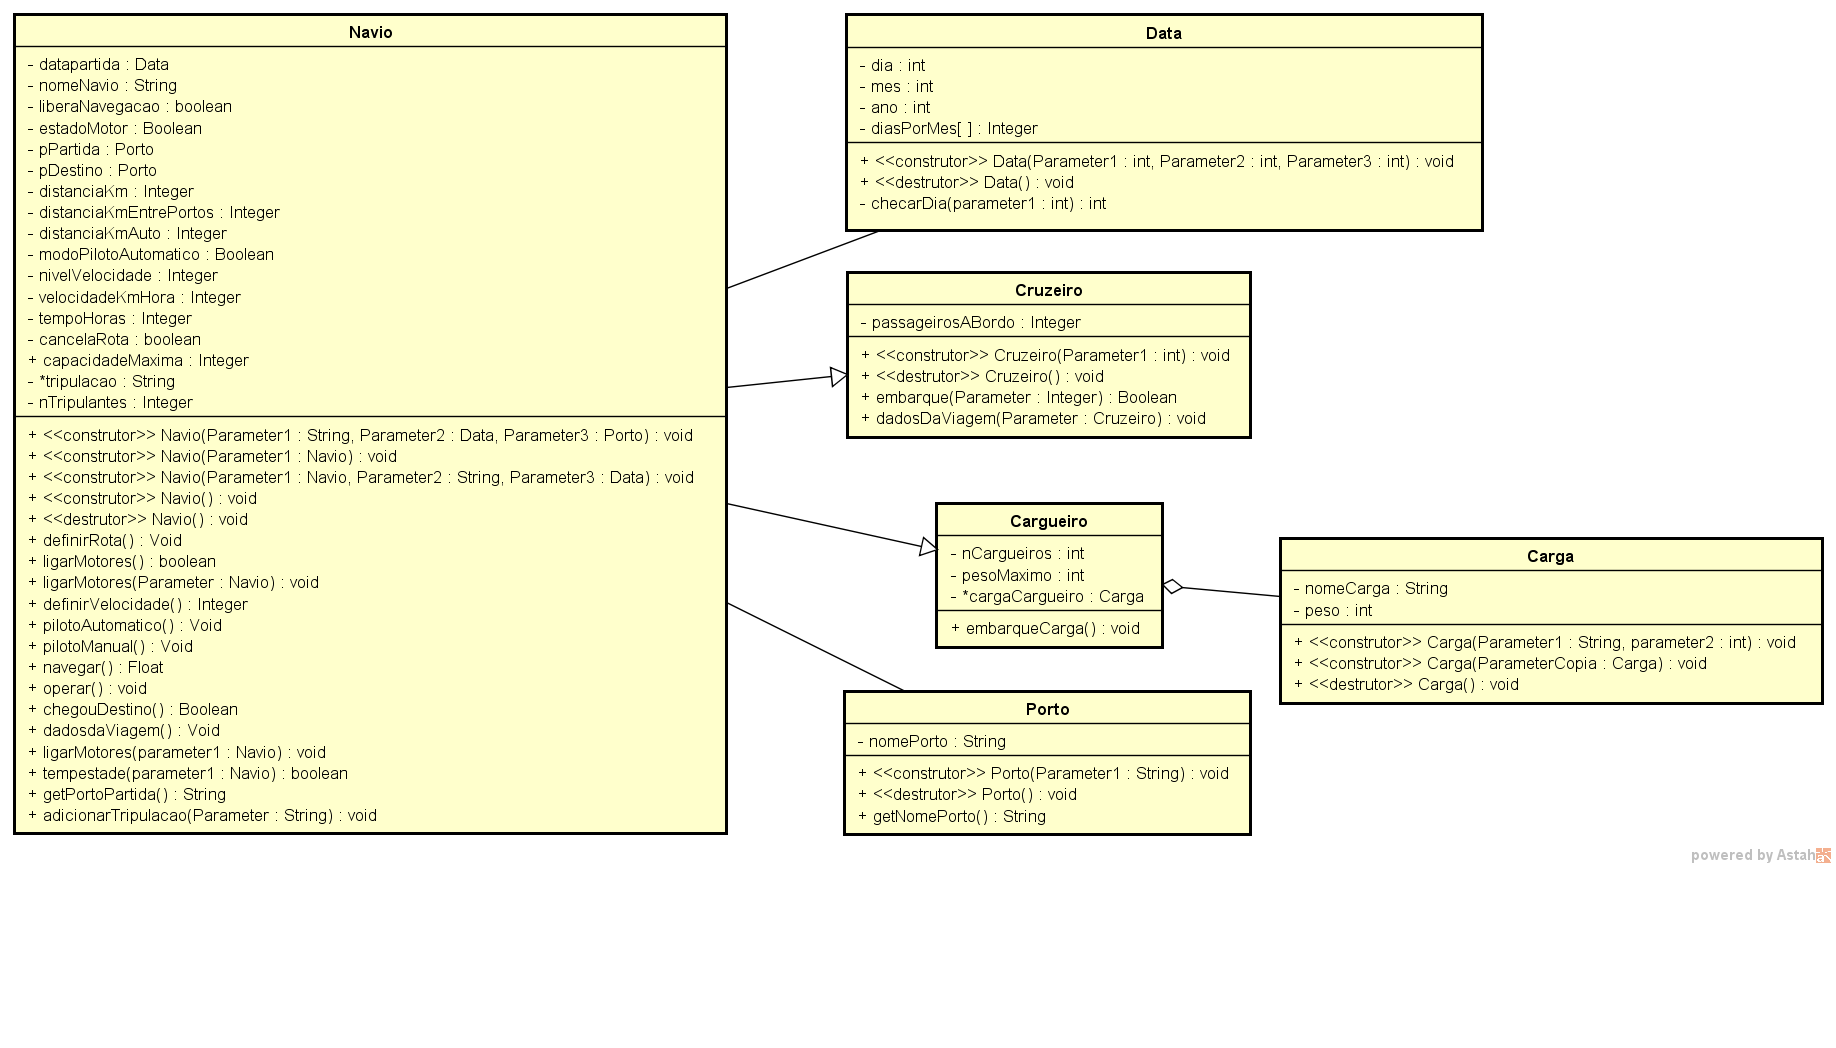 Navio
- datapartida : Data
- nomeNavio : String
- liberaNavegacao : boolean
- estadoMotor : Boolean
- pPartida : Porto
- pDestino : Porto
- distanciaKm : Integer
- distanciaKmEntrePortos : Integer
- distanciaKmAuto : Integer
- modoPilotoAutomatico : Boolean
- nivelVelocidade : Integer
- velocidadeKmHora : Integer
- tempoHoras : Integer
- cancelaRota : boolean
+ capacidadeMaxima : Integer
- *tripulacao : String
- nTripulantes : Integer
+ <<construtor>> Navio(Parameter1 : String, Parameter2 : Data, Parameter3 : Porto) : void
+ <<construtor>> Navio(Parameter1 : Navio) : void
+ <<construtor>> Navio(Parameter1 : Navio, Parameter2 : String, Parameter3 : Data) : void
+ <<construtor>> Navio() : void
+ <<destrutor>> Navio() : void
+ definirRota() : Void
+ ligarMotores() : boolean
+ ligarMotores(Parameter : Navio) : void
+ definirVelocidade() : Integer
+ pilotoAutomatico() : Void
+ pilotoManual() : Void
+ navegar() : Float
+ operar() : void
+ chegouDestino() : Boolean
+ dadosdaViagem() : Void
+ ligarMotores(parameter1 : Navio) : void
+ tempestade(parameter1 : Navio) : boolean
+ getPortoPartida() : String
+ adicionarTripulacao(Parameter : String) : void
Data
- dia : int
- mes : int
- ano : int
- diasPorMes[ ] : Integer
+ <<construtor>> Data(Parameter1 : int, Parameter2 : int, Parameter3 : int) : void
+ <<destrutor>> Data() : void
- checarDia(parameter1 : int) : int
Cruzeiro
- passageirosABordo : Integer
+ <<construtor>> Cruzeiro(Parameter1 : int) : void
+ <<destrutor>> Cruzeiro() : void
+ embarque(Parameter : Integer) : Boolean
+ dadosDaViagem(Parameter : Cruzeiro) : void
Cargueiro
- nCargueiros : int
- pesoMaximo : int
- *cargaCargueiro : Carga
+ embarqueCarga() : void
Carga
- nomeCarga : String
- peso : int
+ <<construtor>> Carga(Parameter1 : String, parameter2 : int) : void
+ <<construtor>> Carga(ParameterCopia : Carga) : void
+ <<destrutor>> Carga() : void
Porto
- nomePorto : String
+ <<construtor>> Porto(Parameter1 : String) : void
+ <<destrutor>> Porto() : void
+ getNomePorto() : String
powered by Astah